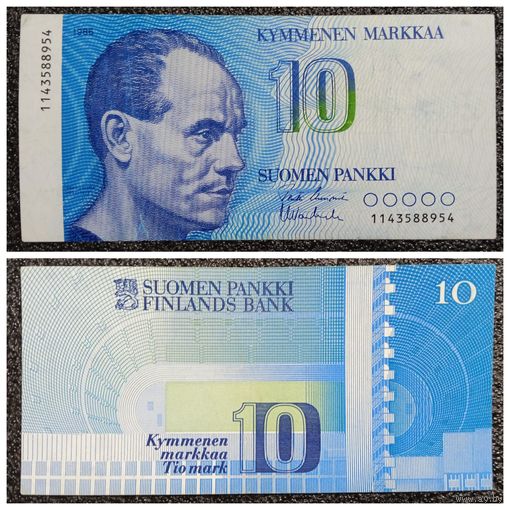 1986
KYMMENEN MARKKAA
1143588954
10
SUOMEN PANKKI
1143588954
SUOMEN PANKKI
FINLANDS BANK
10
Kymmenen
markkaa
Tio mark
10